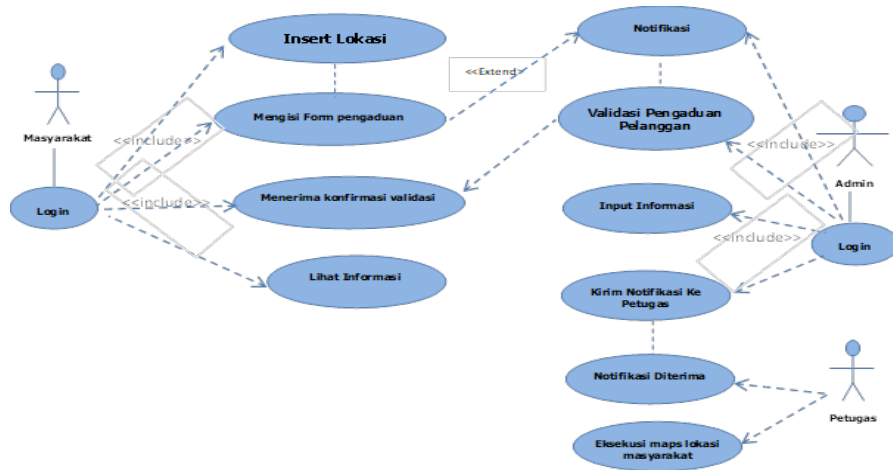 Insert Lokasi
Notifikasi
<<Extend>
Mengisi Form pengaduan
Validasi Pengaduan
Pelanggan
Masyarakat
<<include>>
<<include>>
Admin
Menerima konfirmasi validasi
Login
<<include>>
Input Informasi
<<include>>
Login
Lihat Informasi
Kirim Notifikasi Ke
Petugas
Notifikasi Diterima
Petugas
Eksekusi maps lokasi
masyarakat